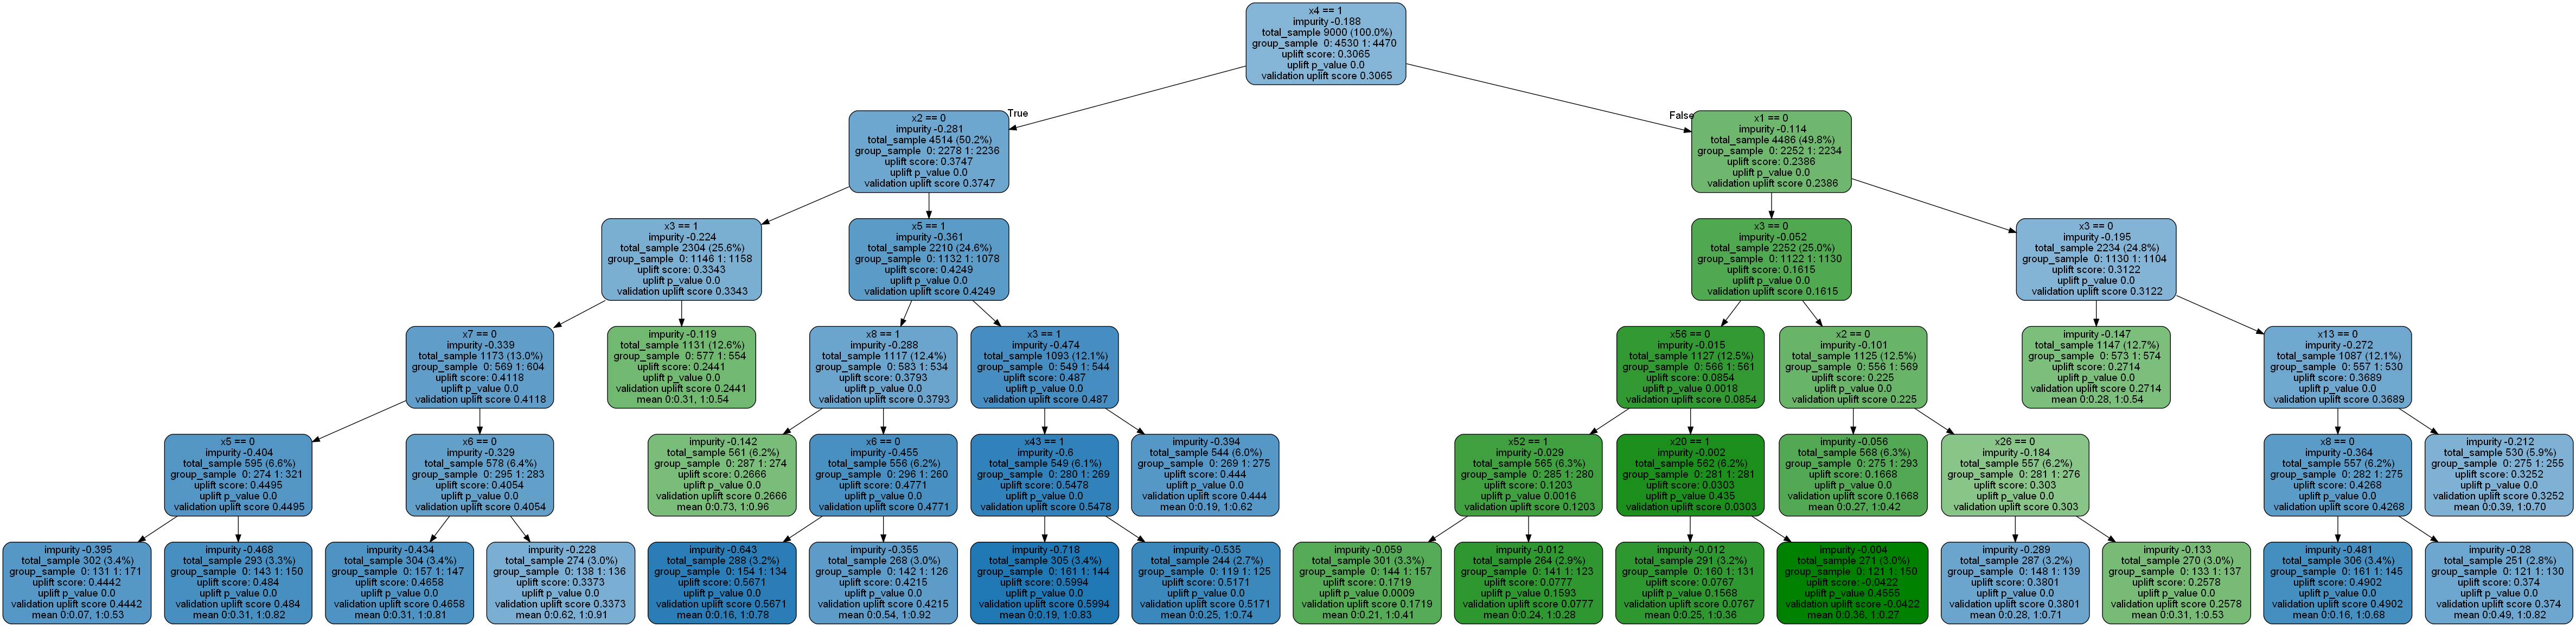 x4 == 1
impurity -0.188
total_sample 9000 (100.0%)
group_sample 0: 4530 1: 4470
uplift score: 0.3065
uplift p_value 0.0
validation uplift score 0.3065
True
False
x2 == 0
impurity -0.281
total_sample 4514 (50.2%)
group_sample 0: 2278 1: 2236
uplift score: 0.3747
uplift p_value 0.0
validation uplift score 0.3747
x1 == 0
impurity -0.114
total_sample 4486 (49.8%)
group_sample 0: 2252 1: 2234
uplift score: 0.2386
uplift p_value 0.0
validation uplift score 0.2386
x3 == 1
impurity -0.224
total_sample 2304 (25.6%)
group_sample 0: 1146 1: 1158
uplift score: 0.3343
uplift p_value 0.0
validation uplift score 0.3343
x5 == 1
impurity -0.361
total_sample 2210 (24.6%)
group_sample 0: 1132 1: 1078
uplift score: 0.4249
uplift p_value 0.0
validation uplift score 0.4249
x3 == 0
impurity -0.052
total_sample 2252 (25.0%)
group_sample 0: 1122 1: 1130
uplift score: 0.1615
uplift p_value 0.0
validation uplift score 0.1615
x3 == 0
impurity -0.195
total_sample 2234 (24.8%)
group_sample 0: 1130 1: 1104
uplift score: 0.3122
uplift p_value 0.0
validation uplift score 0.3122
x7 == 0
impurity -0.339
total_sample 1173 (13.0%)
group_sample 0: 569 1: 604
uplift score: 0.4118
uplift p_value 0.0
validation uplift score 0.4118
impurity -0.119
total_sample 1131 (12.6%)
group_sample 0: 577 1: 554
uplift score: 0.2441
uplift p_value 0.0
validation uplift score 0.2441
mean 0:0.31, 1:0.54
x8 == 1
impurity -0.288
total_sample 1117 (12.4%)
group_sample 0: 583 1: 534
uplift score: 0.3793
uplift p_value 0.0
validation uplift score 0.3793
x3 == 1
impurity -0.474
total_sample 1093 (12.1%)
group_sample 0: 549 1: 544
uplift score: 0.487
uplift p_value 0.0
validation uplift score 0.487
x56 == 0
impurity -0.015
total_sample 1127 (12.5%)
group_sample 0: 566 1: 561
uplift score: 0.0854
uplift p_value 0.0018
validation uplift score 0.0854
x2 == 0
impurity -0.101
total_sample 1125 (12.5%)
group_sample 0: 556 1: 569
uplift score: 0.225
uplift p_value 0.0
validation uplift score 0.225
impurity -0.147
total_sample 1147 (12.7%)
group_sample 0: 573 1: 574
uplift score: 0.2714
uplift p_value 0.0
validation uplift score 0.2714
mean 0:0.28, 1:0.54
x13 == 0
impurity -0.272
total_sample 1087 (12.1%)
group_sample 0: 557 1: 530
uplift score: 0.3689
uplift p_value 0.0
validation uplift score 0.3689
x5 == 0
impurity -0.404
total_sample 595 (6.6%)
group_sample 0: 274 1: 321
uplift score: 0.4495
uplift p_value 0.0
validation uplift score 0.4495
x6 == 0
impurity -0.329
total_sample 578 (6.4%)
group_sample 0: 295 1: 283
uplift score: 0.4054
uplift p_value 0.0
validation uplift score 0.4054
impurity -0.142
total_sample 561 (6.2%)
group_sample 0: 287 1: 274
uplift score: 0.2666
uplift p_value 0.0
validation uplift score 0.2666
mean 0:0.73, 1:0.96
x6 == 0
impurity -0.455
total_sample 556 (6.2%)
group_sample 0: 296 1: 260
uplift score: 0.4771
uplift p_value 0.0
validation uplift score 0.4771
x43 == 1
impurity -0.6
total_sample 549 (6.1%)
group_sample 0: 280 1: 269
uplift score: 0.5478
uplift p_value 0.0
validation uplift score 0.5478
impurity -0.394
total_sample 544 (6.0%)
group_sample 0: 269 1: 275
uplift score: 0.444
uplift p_value 0.0
validation uplift score 0.444
mean 0:0.19, 1:0.62
x52 == 1
impurity -0.029
total_sample 565 (6.3%)
group_sample 0: 285 1: 280
uplift score: 0.1203
uplift p_value 0.0016
validation uplift score 0.1203
x20 == 1
impurity -0.002
total_sample 562 (6.2%)
group_sample 0: 281 1: 281
uplift score: 0.0303
uplift p_value 0.435
validation uplift score 0.0303
impurity -0.056
total_sample 568 (6.3%)
group_sample 0: 275 1: 293
uplift score: 0.1668
uplift p_value 0.0
validation uplift score 0.1668
mean 0:0.27, 1:0.42
x26 == 0
impurity -0.184
total_sample 557 (6.2%)
group_sample 0: 281 1: 276
uplift score: 0.303
uplift p_value 0.0
validation uplift score 0.303
x8 == 0
impurity -0.364
total_sample 557 (6.2%)
group_sample 0: 282 1: 275
uplift score: 0.4268
uplift p_value 0.0
validation uplift score 0.4268
impurity -0.212
total_sample 530 (5.9%)
group_sample 0: 275 1: 255
uplift score: 0.3252
uplift p_value 0.0
validation uplift score 0.3252
mean 0:0.39, 1:0.70
impurity -0.395
total_sample 302 (3.4%)
group_sample 0: 131 1: 171
uplift score: 0.4442
uplift p_value 0.0
validation uplift score 0.4442
mean 0:0.07, 1:0.53
impurity -0.468
total_sample 293 (3.3%)
group_sample 0: 143 1: 150
uplift score: 0.484
uplift p_value 0.0
validation uplift score 0.484
mean 0:0.31, 1:0.82
impurity -0.434
total_sample 304 (3.4%)
group_sample 0: 157 1: 147
uplift score: 0.4658
uplift p_value 0.0
validation uplift score 0.4658
mean 0:0.31, 1:0.81
impurity -0.228
total_sample 274 (3.0%)
group_sample 0: 138 1: 136
uplift score: 0.3373
uplift p_value 0.0
validation uplift score 0.3373
mean 0:0.62, 1:0.91
impurity -0.643
total_sample 288 (3.2%)
group_sample 0: 154 1: 134
uplift score: 0.5671
uplift p_value 0.0
validation uplift score 0.5671
mean 0:0.16, 1:0.78
impurity -0.355
total_sample 268 (3.0%)
group_sample 0: 142 1: 126
uplift score: 0.4215
uplift p_value 0.0
validation uplift score 0.4215
mean 0:0.54, 1:0.92
impurity -0.718
total_sample 305 (3.4%)
group_sample 0: 161 1: 144
uplift score: 0.5994
uplift p_value 0.0
validation uplift score 0.5994
mean 0:0.19, 1:0.83
impurity -0.535
total_sample 244 (2.7%)
group_sample 0: 119 1: 125
uplift score: 0.5171
uplift p_value 0.0
validation uplift score 0.5171
mean 0:0.25, 1:0.74
impurity -0.059
total_sample 301 (3.3%)
group_sample 0: 144 1: 157
uplift score: 0.1719
uplift p_value 0.0009
validation uplift score 0.1719
mean 0:0.21, 1:0.41
impurity -0.012
total_sample 264 (2.9%)
group_sample 0: 141 1: 123
uplift score: 0.0777
uplift p_value 0.1593
validation uplift score 0.0777
mean 0:0.24, 1:0.28
impurity -0.012
total_sample 291 (3.2%)
group_sample 0: 160 1: 131
uplift score: 0.0767
uplift p_value 0.1568
validation uplift score 0.0767
mean 0:0.25, 1:0.36
impurity -0.004
total_sample 271 (3.0%)
group_sample 0: 121 1: 150
uplift score: -0.0422
uplift p_value 0.4555
validation uplift score -0.0422
mean 0:0.36, 1:0.27
impurity -0.289
total_sample 287 (3.2%)
group_sample 0: 148 1: 139
uplift score: 0.3801
uplift p_value 0.0
validation uplift score 0.3801
mean 0:0.28, 1:0.71
impurity -0.133
total_sample 270 (3.0%)
group_sample 0: 133 1: 137
uplift score: 0.2578
uplift p_value 0.0
validation uplift score 0.2578
mean 0:0.31, 1:0.53
impurity -0.481
total_sample 306 (3.4%)
group_sample 0: 161 1: 145
uplift score: 0.4902
uplift p_value 0.0
validation uplift score 0.4902
mean 0:0.16, 1:0.68
impurity -0.28
total_sample 251 (2.8%)
group_sample 0: 121 1: 130
uplift score: 0.374
uplift p_value 0.0
validation uplift score 0.374
mean 0:0.49, 1:0.82